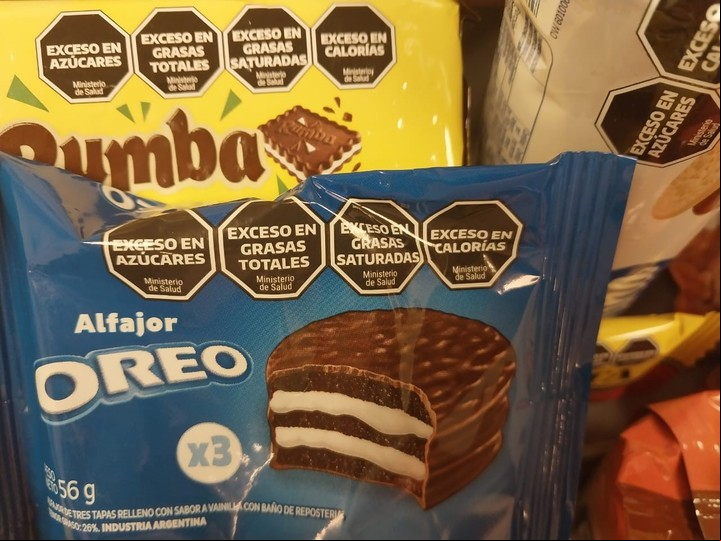 EXCESO EN
AZÚCARES
Ministerio
de Salud
EXCESO EN
GRASAS
TOTALES
Ministerio
de Salud
EXCESO EN
GRASAS
SATURADAS
Ministerio
de Salud
EXCESO EN
CALORÍAS
Ministerio
de Salud
Rumba
Rumba
EXCESO
EXCESO EN
AZÚCARES
Ministerio
de Salud
EXCESO EN
AZÚCARES
Ministerio
de Salud
EXCESO EN
GRASAS
TOTALES
Ministerio
de Salud
EXCESO EN
GRASAS
SATURADAS
Ministerio
de Salud
EXCESO EN
CALORÍAS
Ministerio
de Salud
Alfajor
OREO
x3
56 g
DE TRES TAPAS RELLENO CON SABOR A VAINILLA CON BAÑO DE REPOSTERÍA
GRASO: 26%. INDUSTRIA ARGENTINA